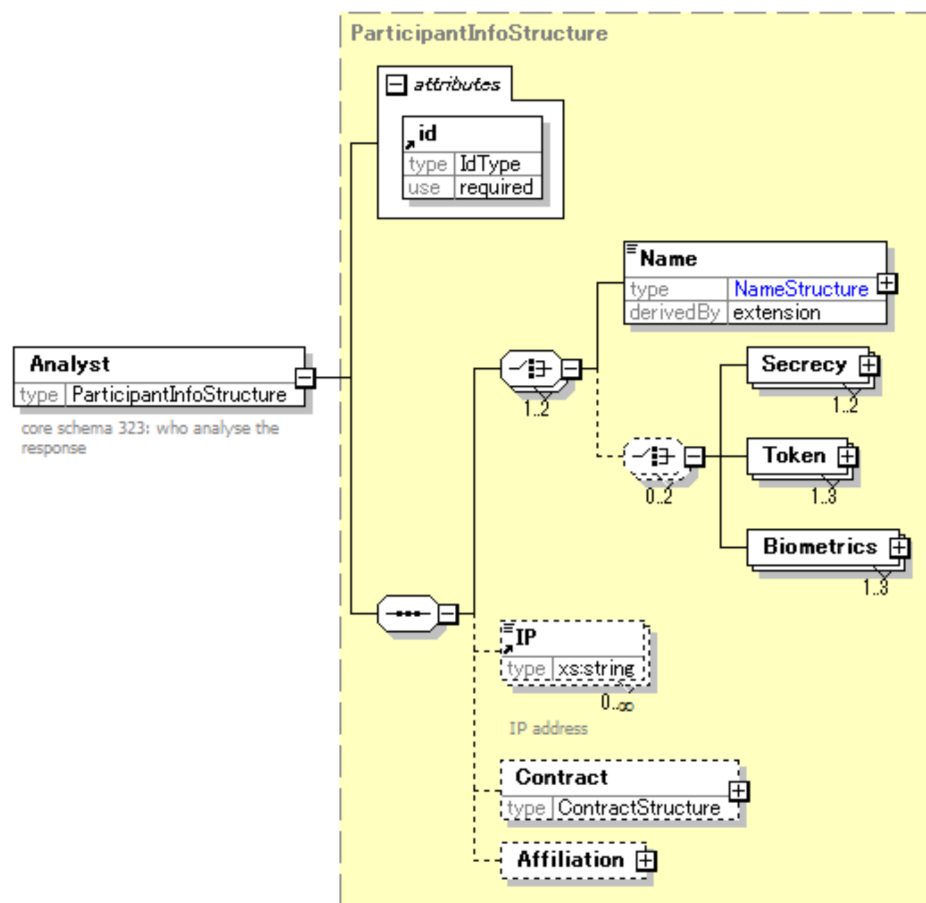 ParticipantInfoStructure
attributes
id
type IdType
use required
Name
type NameStructure
derivedBy extension
Analyst
type ParticipantInfoStructure
core schema 323: who analyse the
response
1..2
Secrecy
1..2
0..2
Token
1..3
Biometrics
1..3
IP
type xs:string
0..∞
IP address
Contract
type ContractStructure
Affiliation